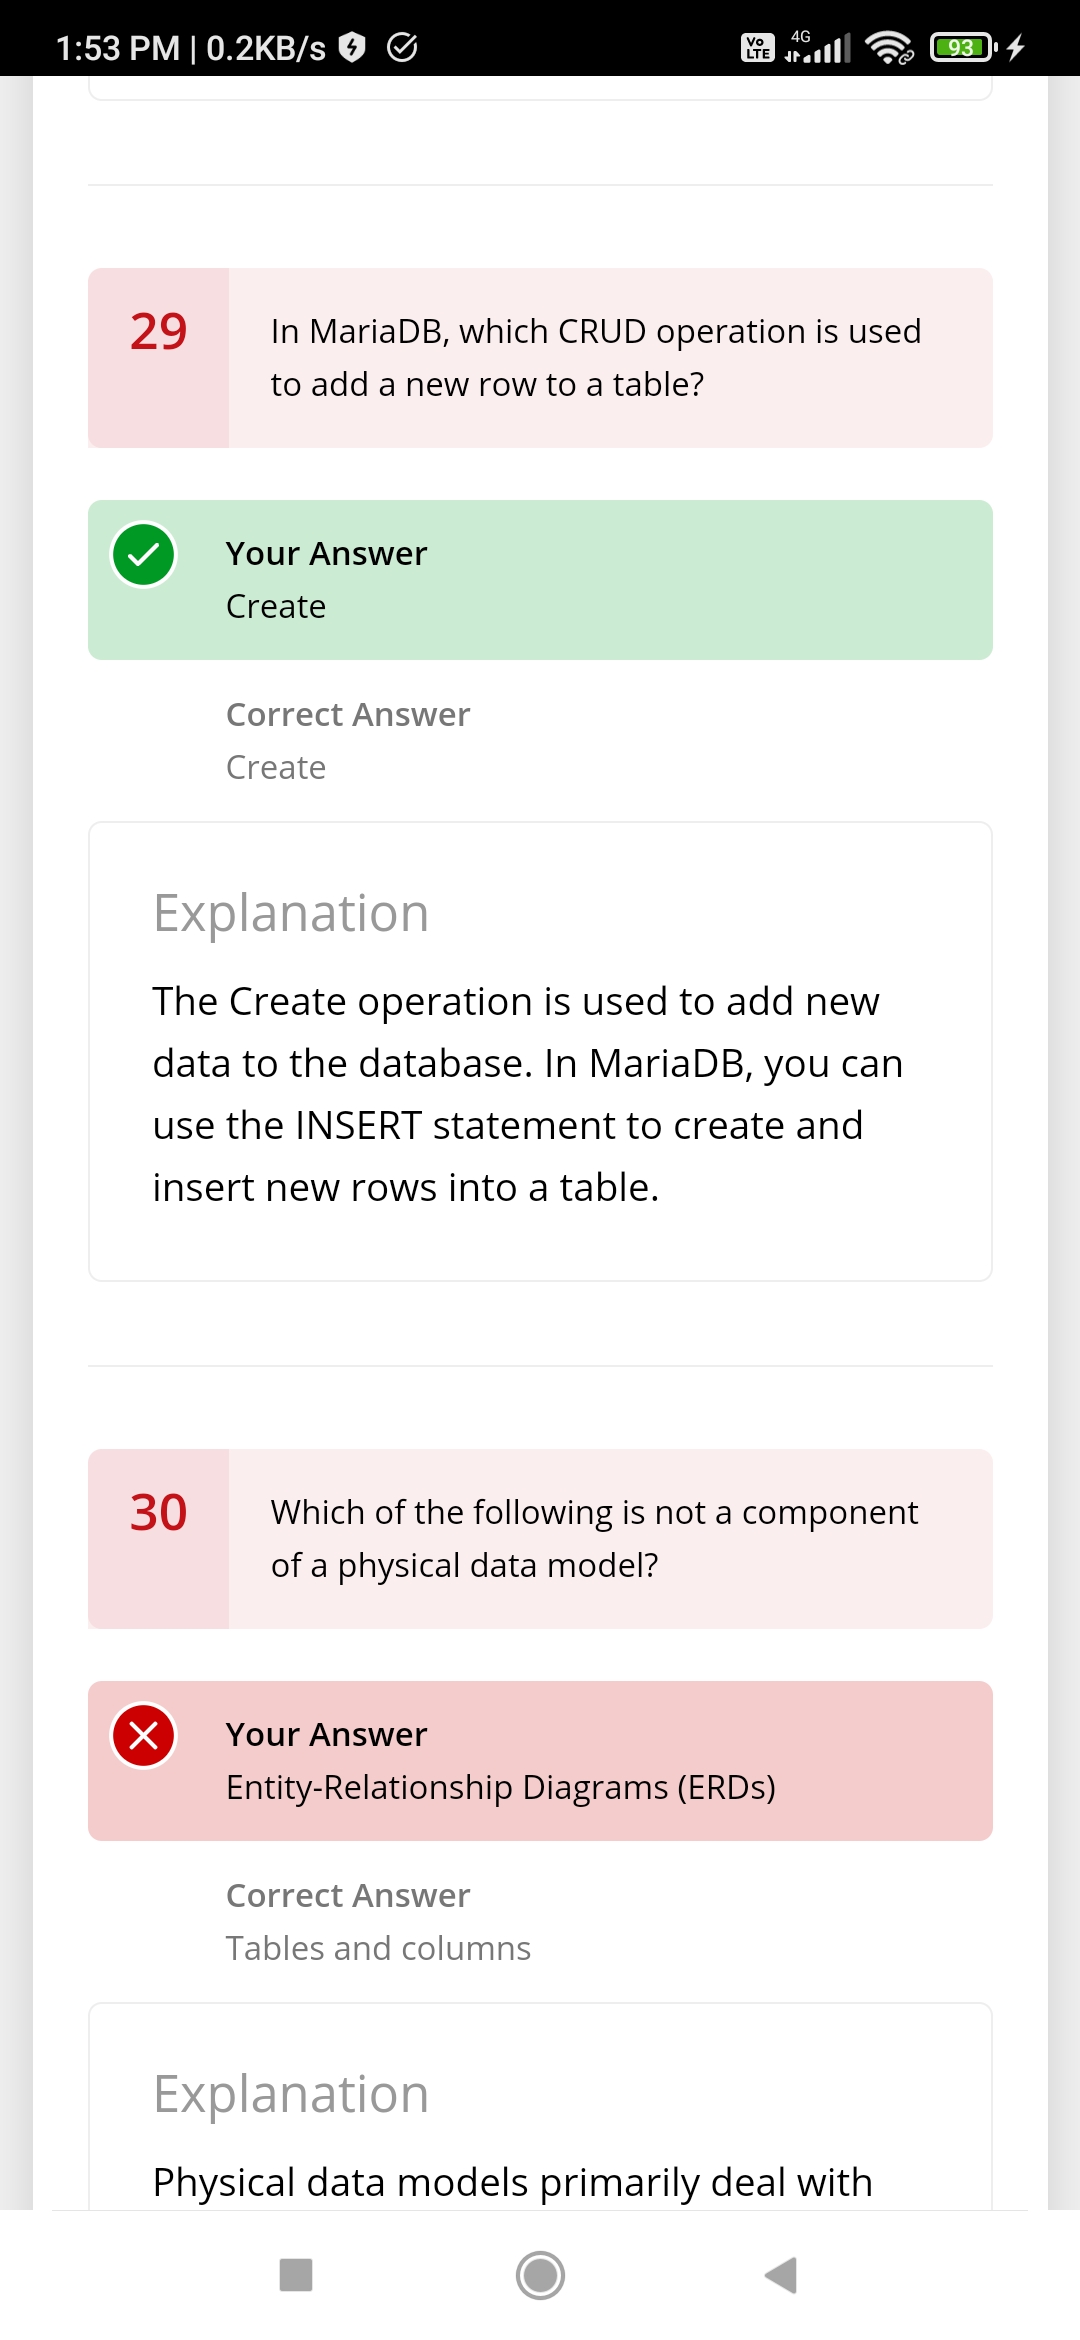 1:53 PM | 0.2KB/s
Vo LTE 4G 93
29
In MariaDB, which CRUD operation is used
to add a new row to a table?
Your Answer
Create
Correct Answer
Create
Explanation
The Create operation is used to add new
data to the database. In MariaDB, you can
use the INSERT statement to create and
insert new rows into a table.
30
Which of the following is not a component
of a physical data model?
Your Answer
Entity-Relationship Diagrams (ERDs)
Correct Answer
Tables and columns
Explanation
Physical data models primarily deal with